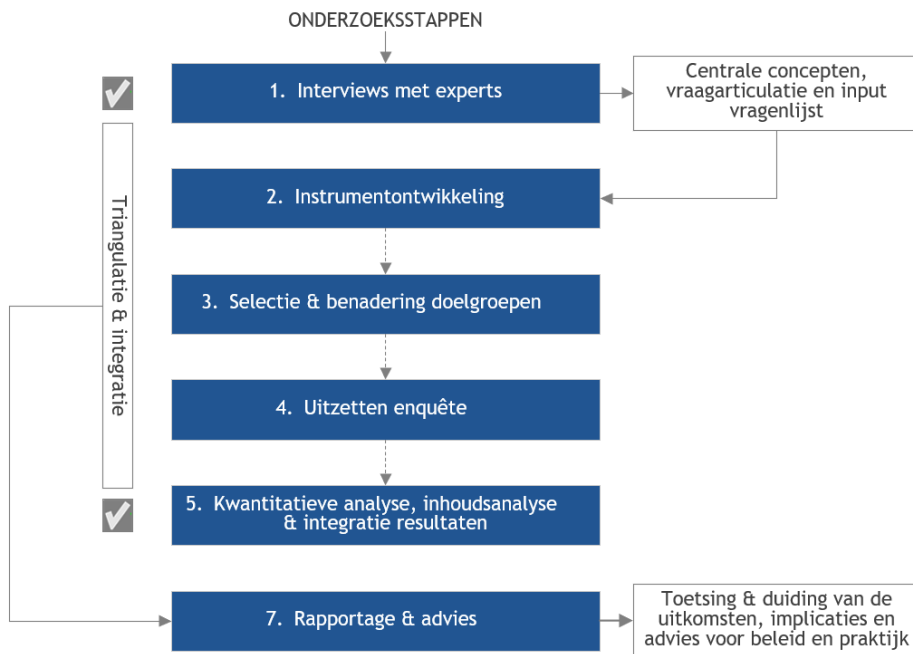 ONDERZOEKSSTAPPEN
1. Interviews met experts
Centrale concepten,
vraagarticulatie en input
vragenlijst
2. Instrumentontwikkeling
Triangulatie & integratie
3. Selectie & benadering doelgroepen
4. Uitzetten enquête
5. Kwantitatieve analyse, inhoudsanalyse
& integratie resultaten
7. Rapportage & advies
Toetsing & duiding van de
uitkomsten, implicaties en
advies voor beleid en praktijk